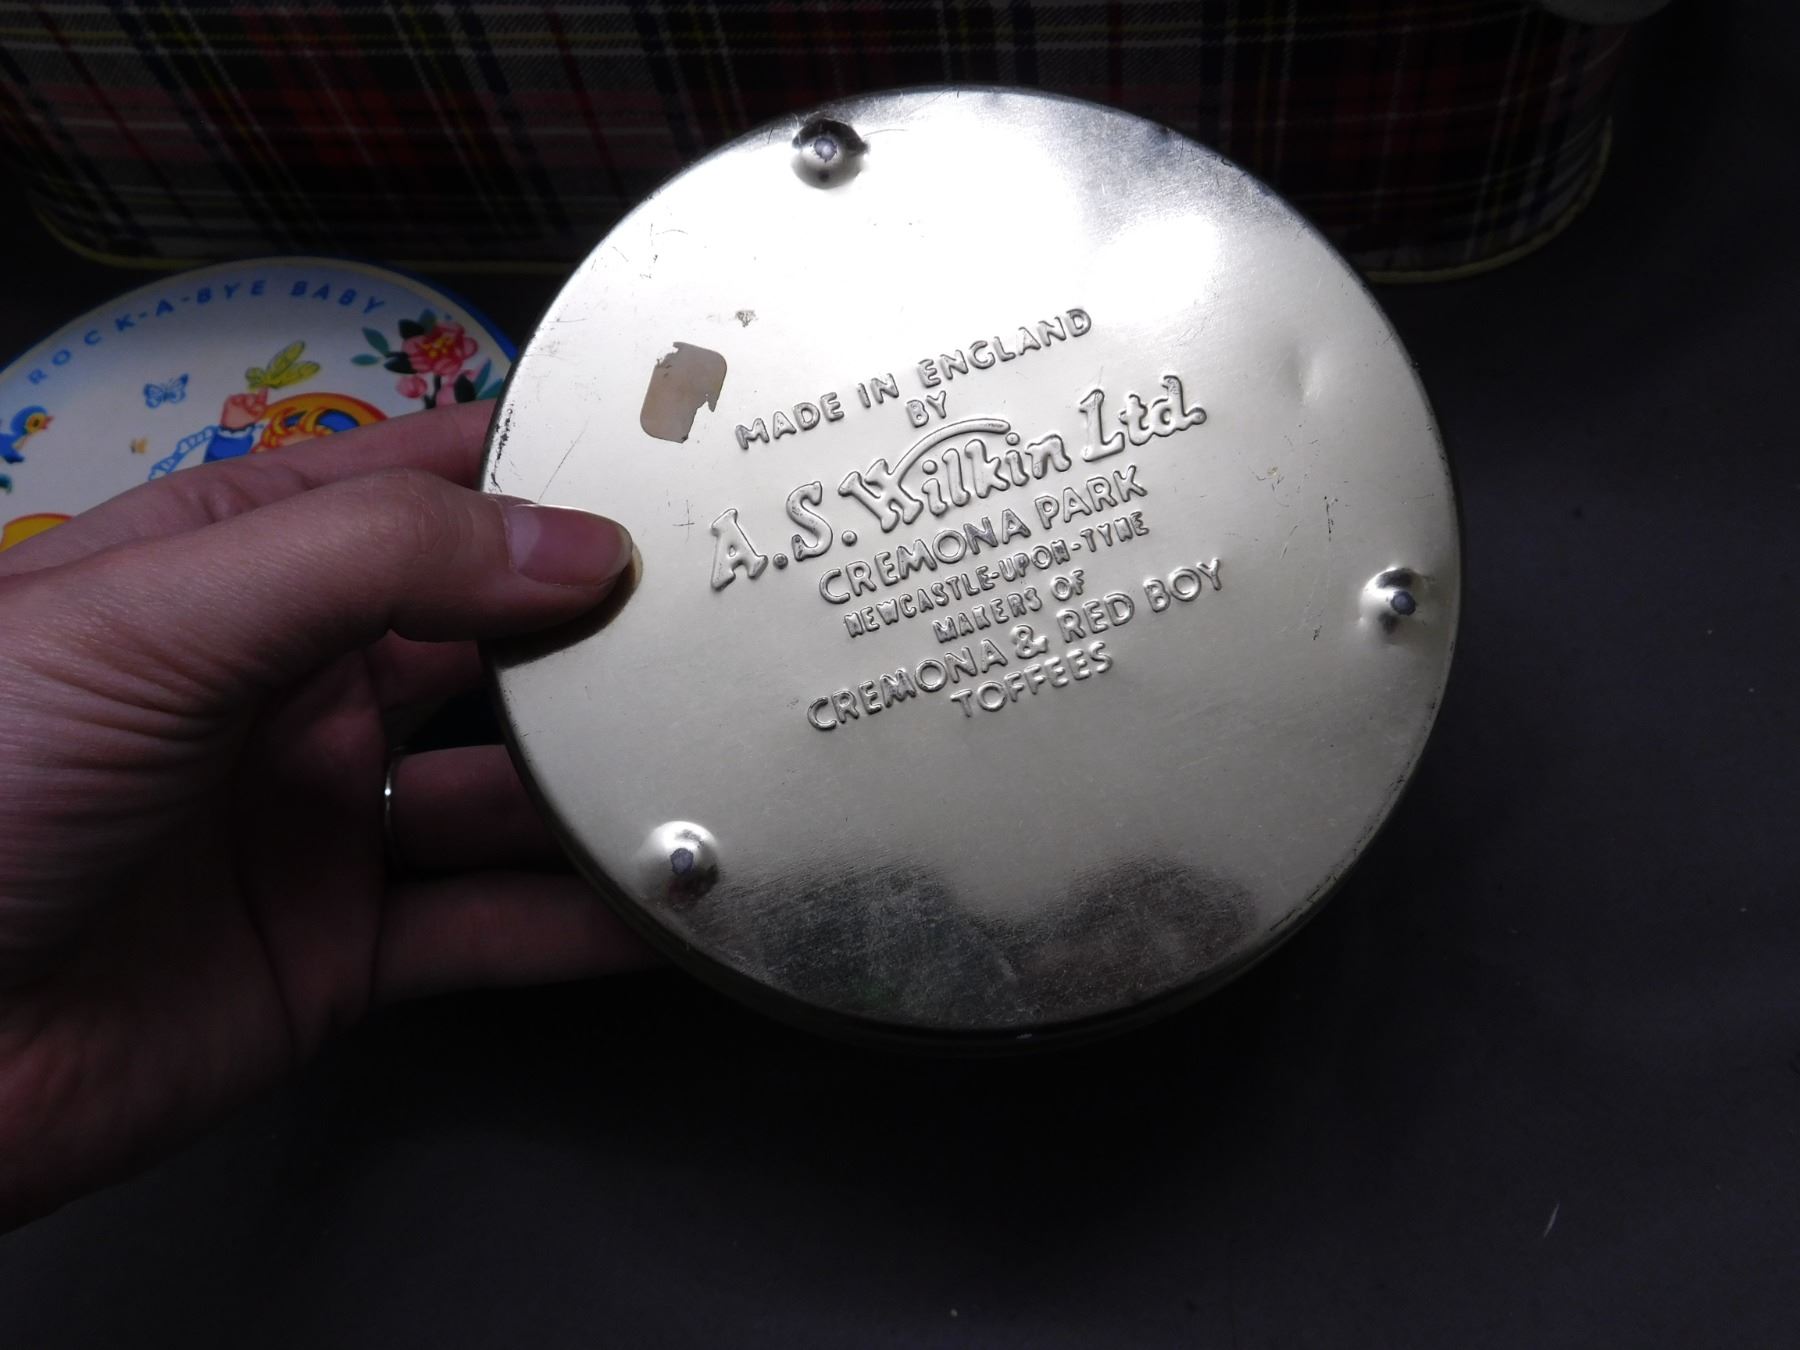 ROCK-A-BYE BABY
MADE IN ENGLAND
BY
A.S. Wilkin Ltd.
CREMONA PARK
NEWCASTLE-UPON-TYNE
MAKERS OF
CREMONA & RED BOY
TOFFEES